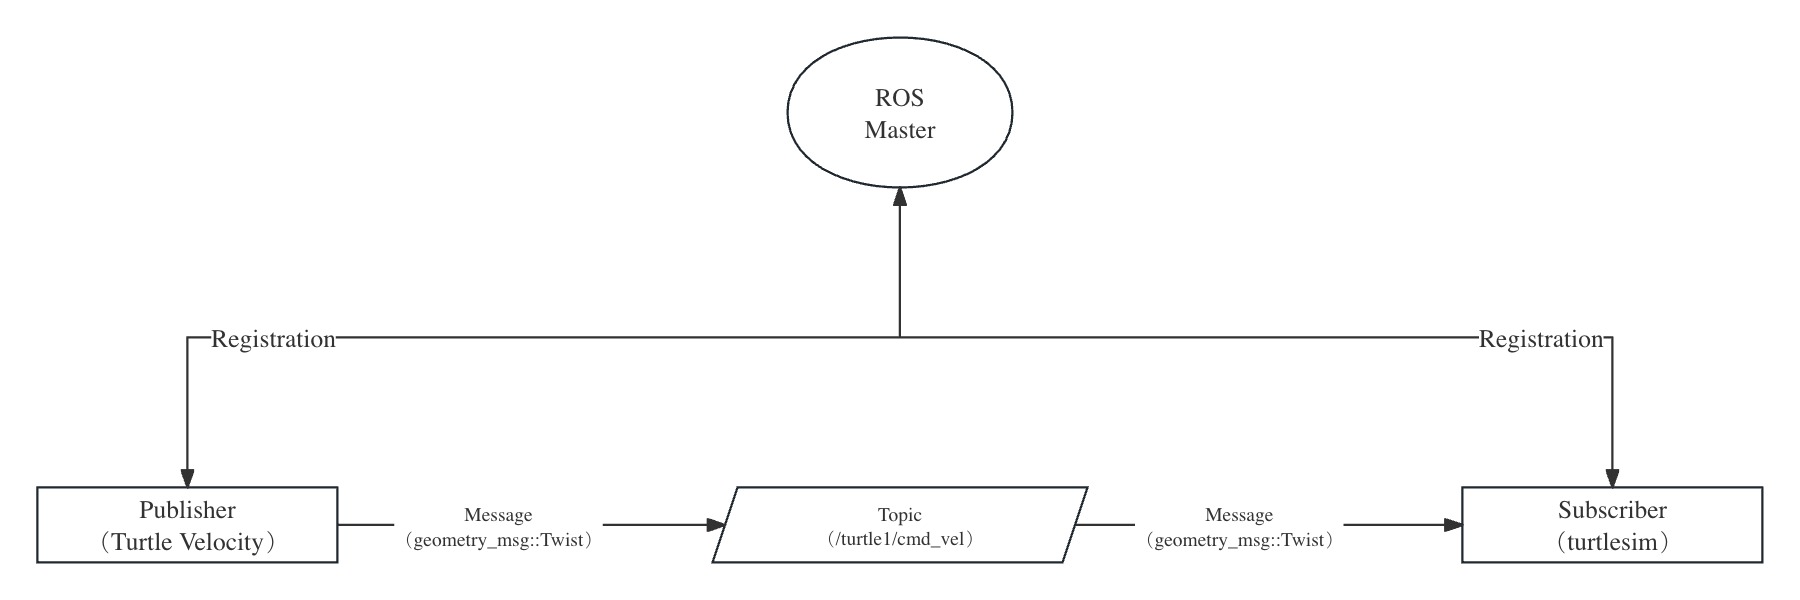 ROS
Master
Registration
Registration
Publisher
（Turtle Velocity）
Message
（geometry_msg::Twist）
Topic
（/turtle1/cmd_vel）
Message
（geometry_msg::Twist）
Subscriber
（turtlesim）